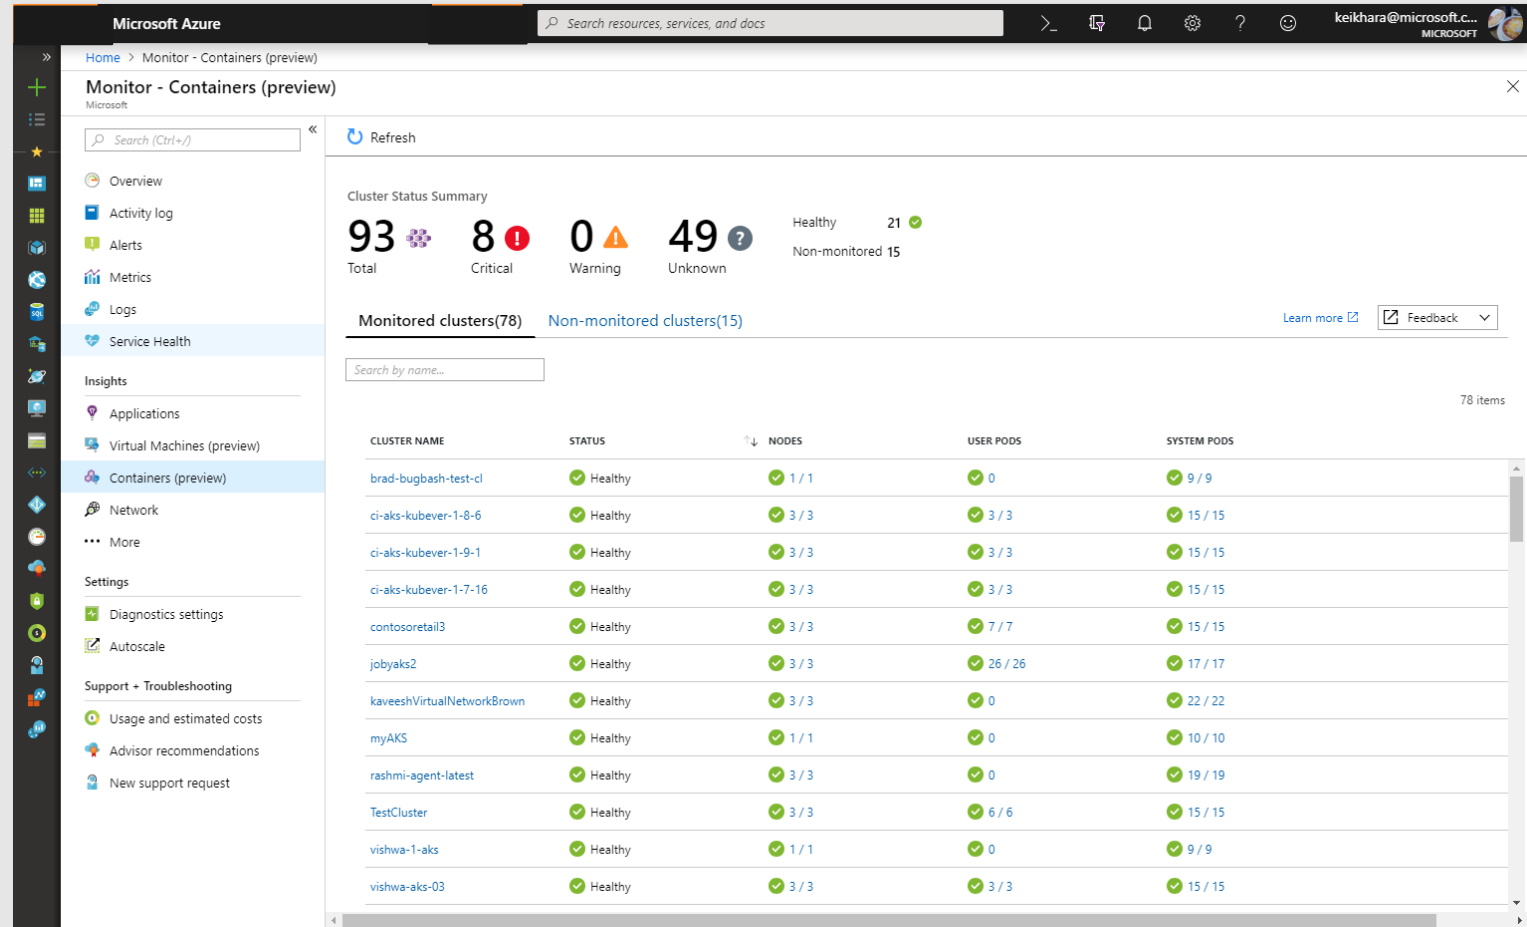 Microsoft Azure
Search resources, services, and docs
keikhara@microsoft.c...
MICROSOFT
Home > Monitor - Containers (preview)
Monitor - Containers (preview)
Microsoft
Search (Ctrl+/)
Refresh
Overview
Activity log
Alerts
Metrics
Logs
Service Health
Insights
Applications
Virtual Machines (preview)
Containers (preview)
Network
More
Settings
Diagnostics settings
Autoscale
Support + Troubleshooting
Usage and estimated costs
Advisor recommendations
New support request
Cluster Status Summary
93 8 0 49
Total Critical Warning Unknown
Healthy 21
Non-monitored 15
Monitored clusters(78) Non-monitored clusters(15)
Learn more Feedback
Search by name...
78 items
CLUSTER NAME STATUS NODES USER PODS SYSTEM PODS
brad-bugbash-test-cl Healthy 1 / 1 0 9 / 9
ci-aks-kubever-1-8-6 Healthy 3 / 3 3 / 3 15 / 15
ci-aks-kubever-1-9-1 Healthy 3 / 3 3 / 3 15 / 15
ci-aks-kubever-1-7-16 Healthy 3 / 3 3 / 3 15 / 15
contosoretail3 Healthy 3 / 3 7 / 7 15 / 15
jobyaks2 Healthy 3 / 3 26 / 26 17 / 17
kaveeshVirtualNetworkBrown Healthy 3 / 3 0 22 / 22
myAKS Healthy 1 / 1 0 10 / 10
rashmi-agent-latest Healthy 3 / 3 0 19 / 19
TestCluster Healthy 3 / 3 6 / 6 15 / 15
vishwa-1-aks Healthy 1 / 1 0 9 / 9
vishwa-aks-03 Healthy 3 / 3 3 / 3 15 / 15